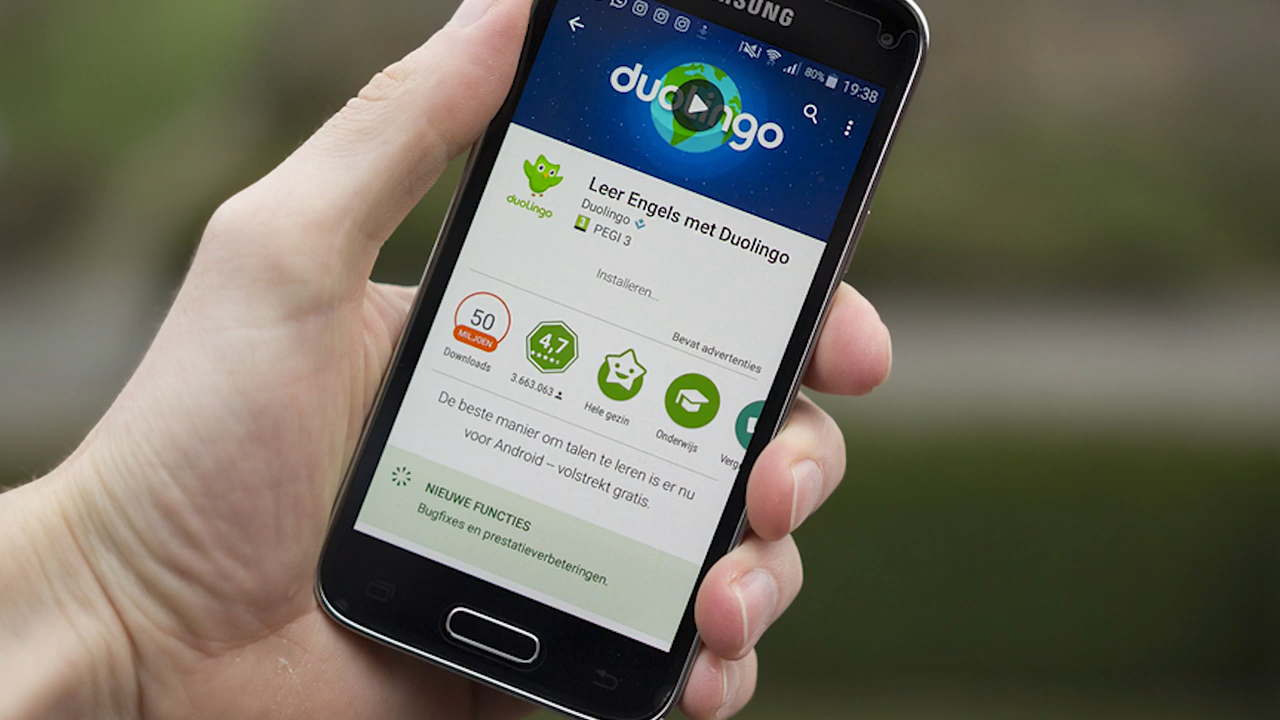 80% 19:38
duolingo
duolingo
Leer Engels met Duolingo
Duolingo
3 PEGI 3
Installeren...
Bevat advertenties
50
MILJOEN
Downloads
4,7
3.663.063
Hele gezin
Onderwijs
De beste manier om talen te leren is er nu
voor Android – volstrekt gratis.
NIEUWE FUNCTIES
Bugfixes en prestatieverbeteringen.